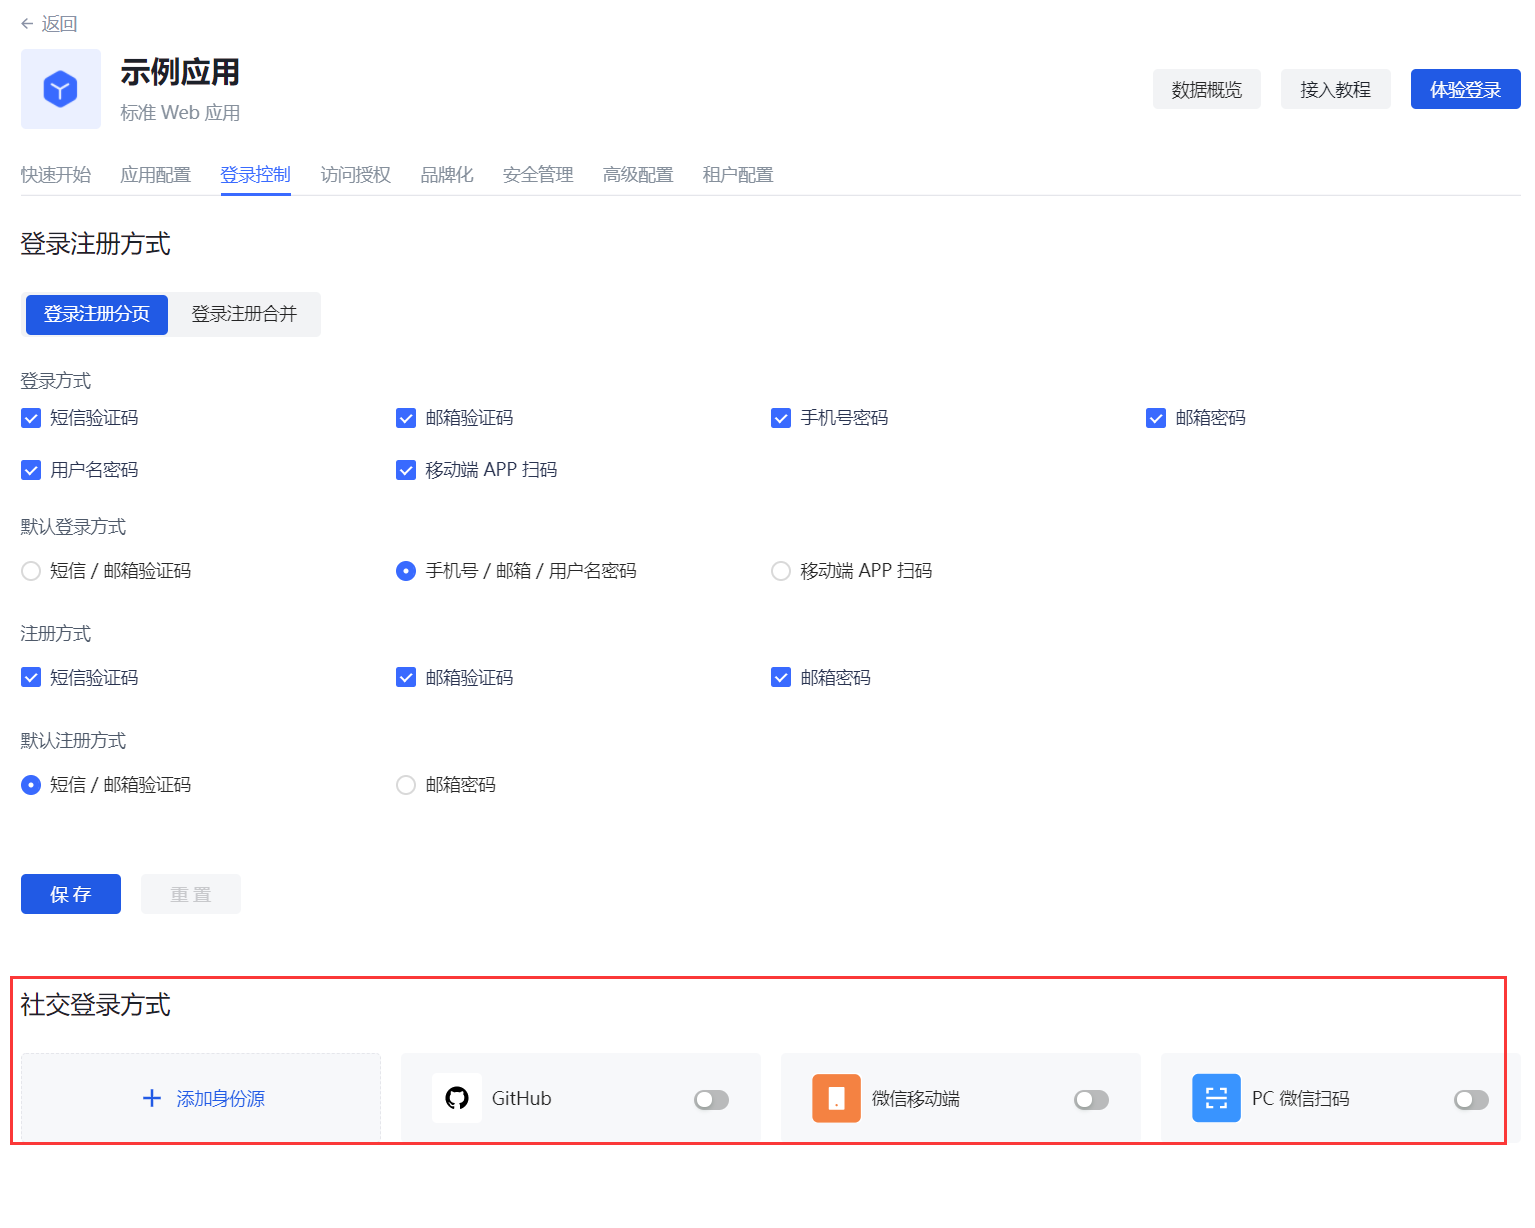 返回
示例应用
标准 Web 应用
数据概览 接入教程 体验登录
快速开始 应用配置 登录控制 访问授权 品牌化 安全管理 高级配置 租户配置
登录注册方式
登录注册分页 登录注册合并
登录方式
短信验证码 邮箱验证码 手机号密码 邮箱密码
用户名密码 移动端 APP 扫码
默认登录方式
短信 / 邮箱验证码 手机号 / 邮箱 / 用户名密码 移动端 APP 扫码
注册方式
短信验证码 邮箱验证码 邮箱密码
默认注册方式
短信 / 邮箱验证码 邮箱密码
保 存 重 置
社交登录方式
添加身份源 GitHub 微信移动端 PC 微信扫码